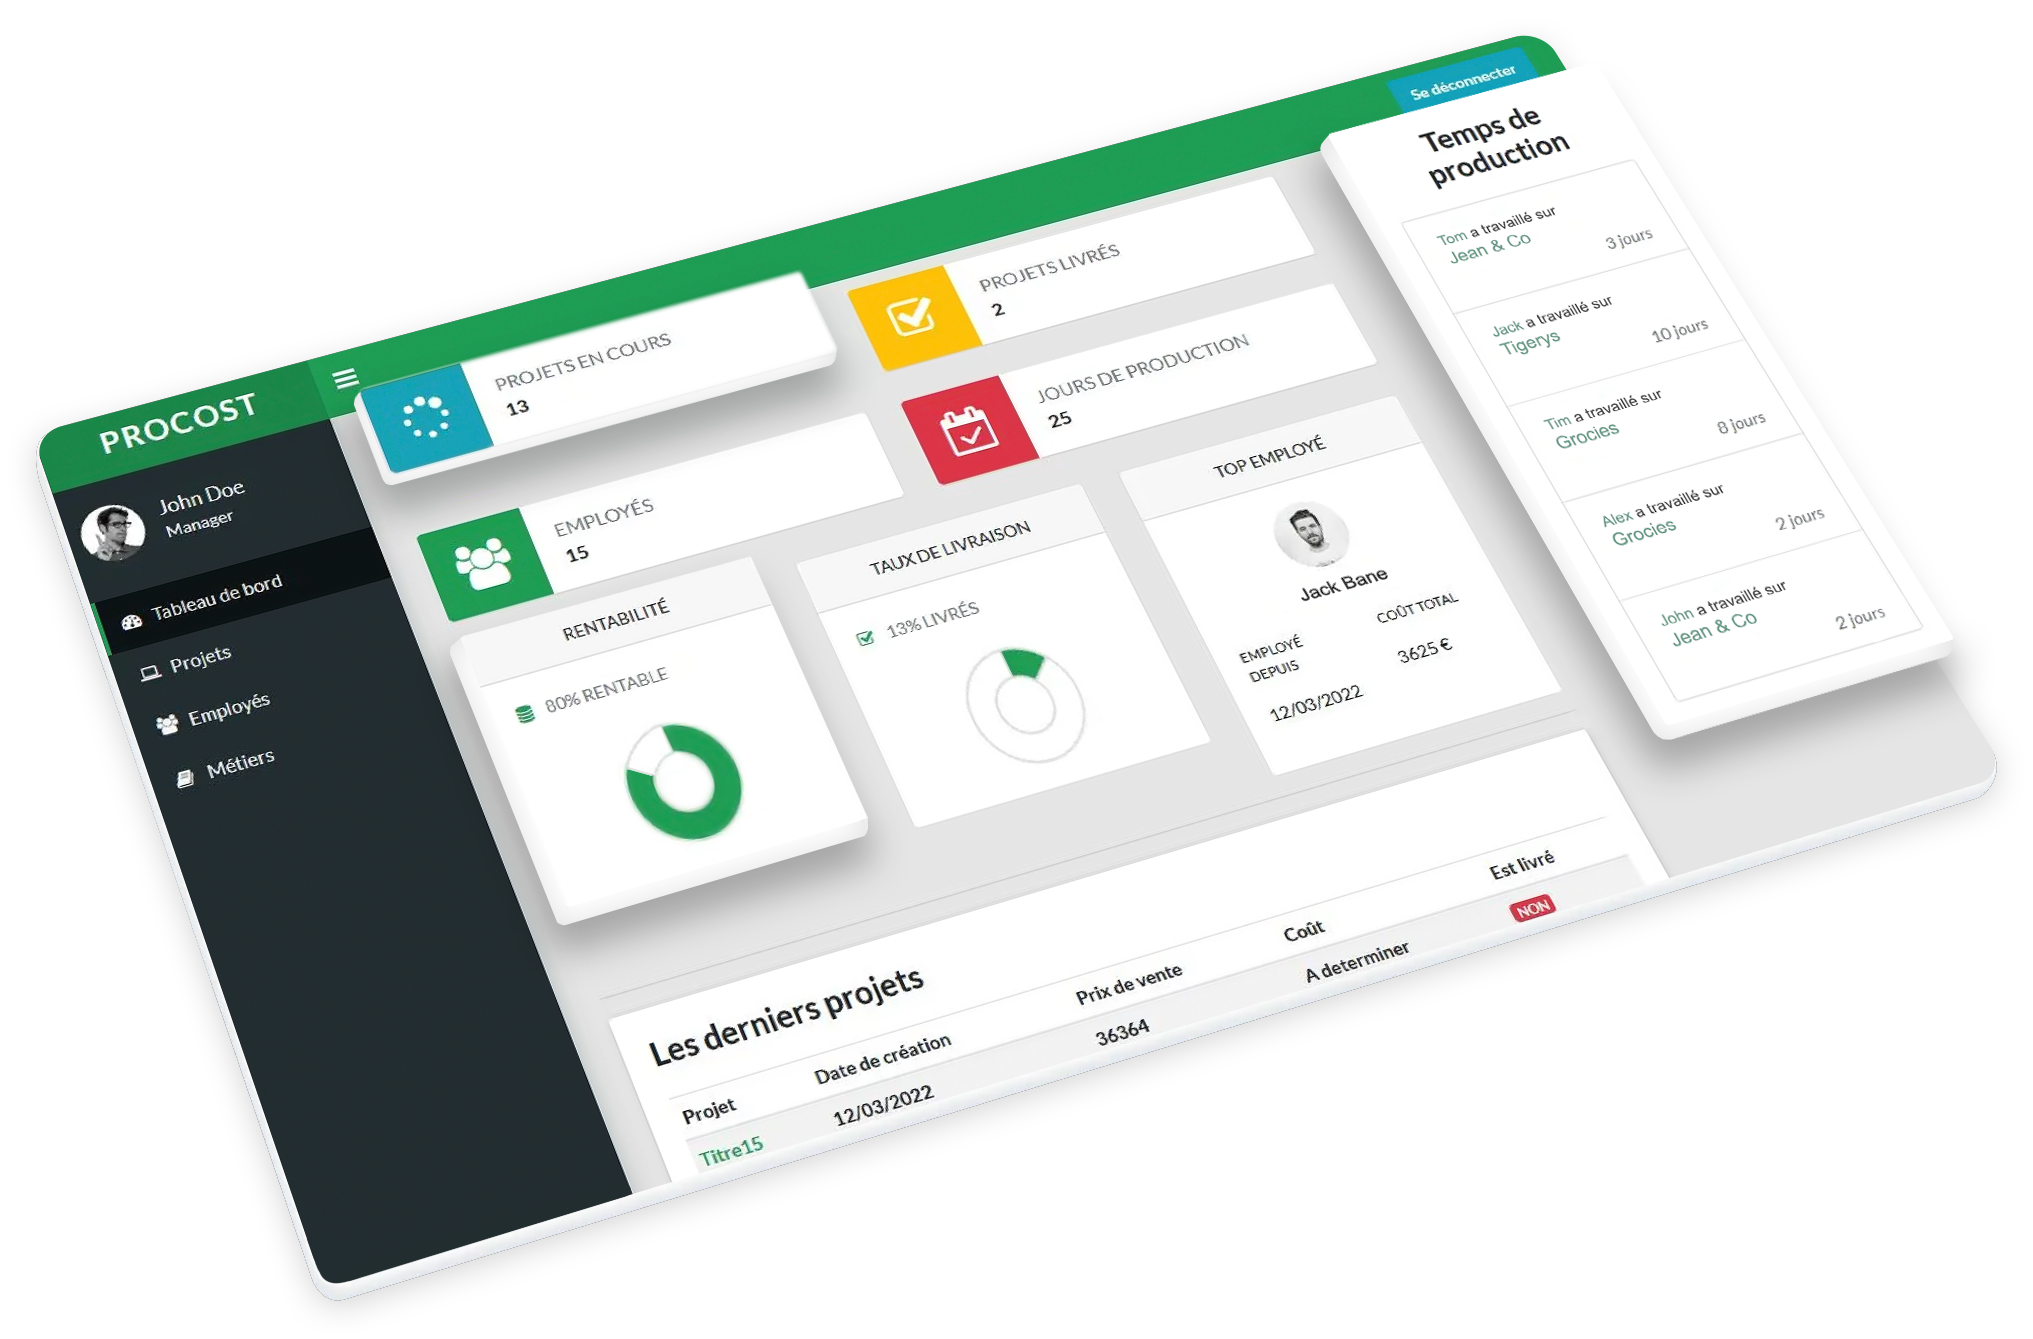 PROCOST
Se déconnecter
John Doe
Manager
Tableau de bord
Projets
Employés
Métiers
PROJETS EN COURS
13
PROJETS LIVRÉS
2
EMPLOYÉS
15
JOURS DE PRODUCTION
25
RENTABILITÉ
80% RENTABLE
TAUX DE LIVRAISON
13% LIVRÉS
TOP EMPLOYÉ
Jack Bane
EMPLOYÉ
DEPUIS
12/03/2022
COÛT TOTAL
3625 €
Temps de
production
Tom a travaillé sur
Jean & Co
3 jours
Jack a travaillé sur
Tigerys
10 jours
Tim a travaillé sur
Grocies
8 jours
Alex a travaillé sur
Grocies
2 jours
John a travaillé sur
Jean & Co
2 jours
Les derniers projets
Projet Date de création Prix de vente Coût Est livré
Titre15 12/03/2022 36364 A determiner NON